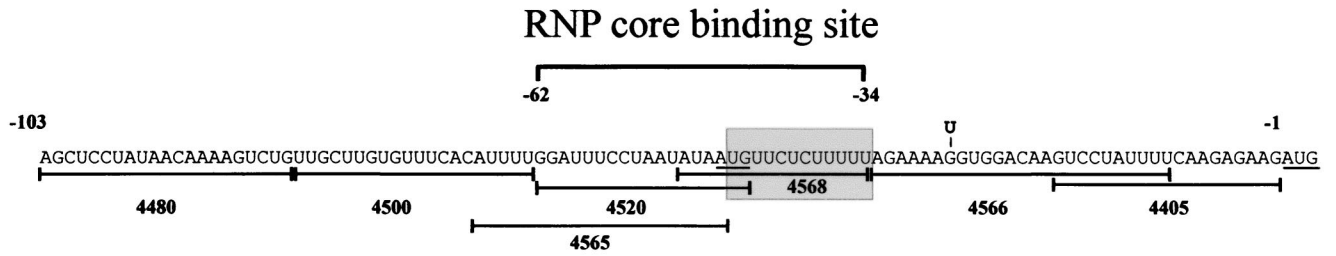 RNP core binding site
-62 -34
-103 U -1
AGCUCCUAUAACAAAAGUCUGUUGCUUGUGUUUCACAUUUUGGAUUUCCUAAUAUAAUGUUCUCUUUUUAGAAAAGGUGGACAAGUCCUAUUUUCAAGAGAAGAUG
4480 4500 4520 4568 4566 4405
4565